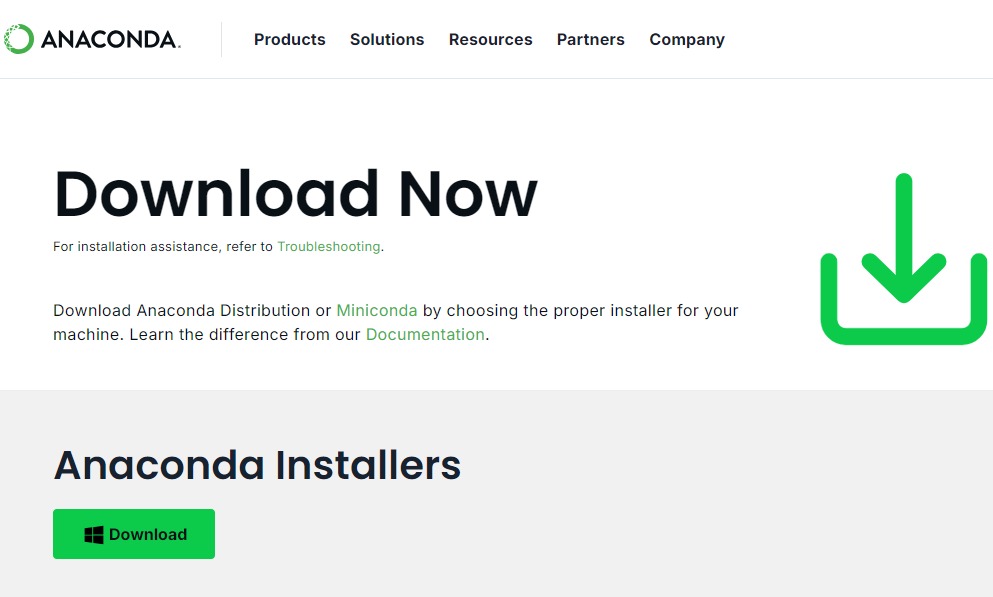 ANACONDA.
Products Solutions Resources Partners Company
Download Now
For installation assistance, refer to Troubleshooting.
Download Anaconda Distribution or Miniconda by choosing the proper installer for your
machine. Learn the difference from our Documentation.
Anaconda Installers
Download